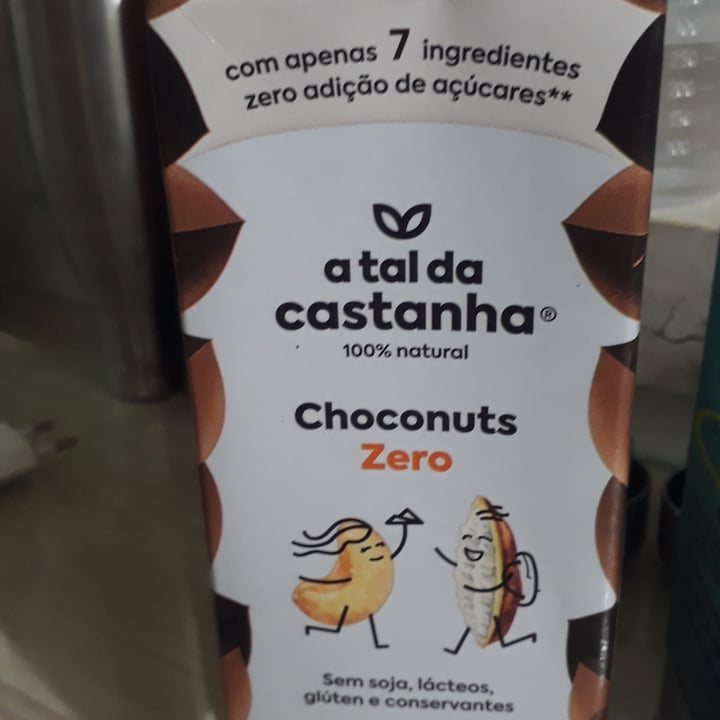 com apenas 7 ingredientes
zero adição de açúcares**
a tal da
castanha®
100% natural
Choconuts
Zero
Sem soja, lácteos,
glúten e conservantes